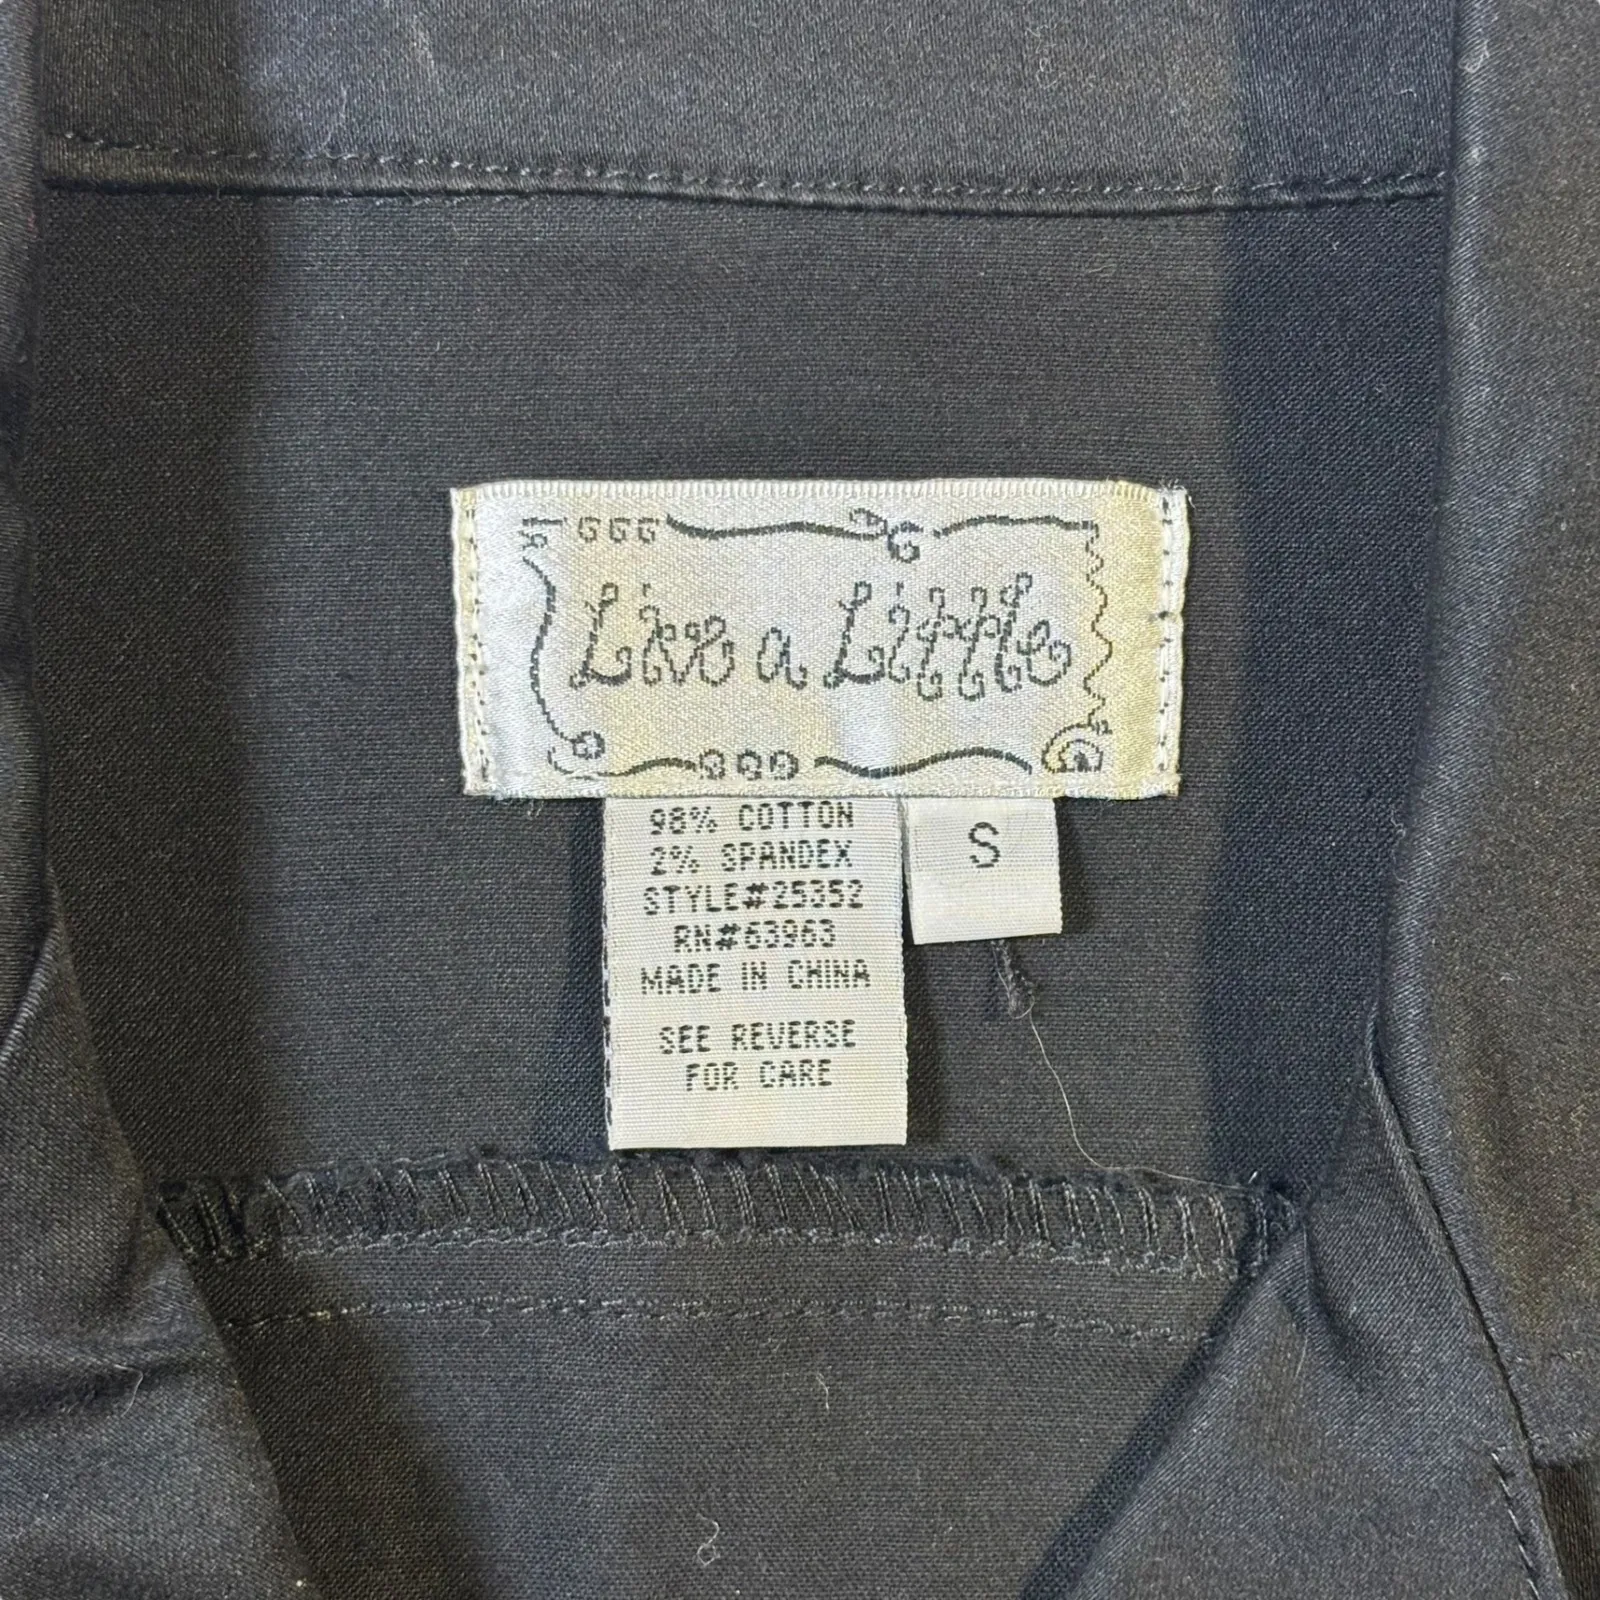 Live a Little
98% COTTON
2% SPANDEX
STYLE#25352
RN#63963
MADE IN CHINA
SEE REVERSE
FOR CARE
S